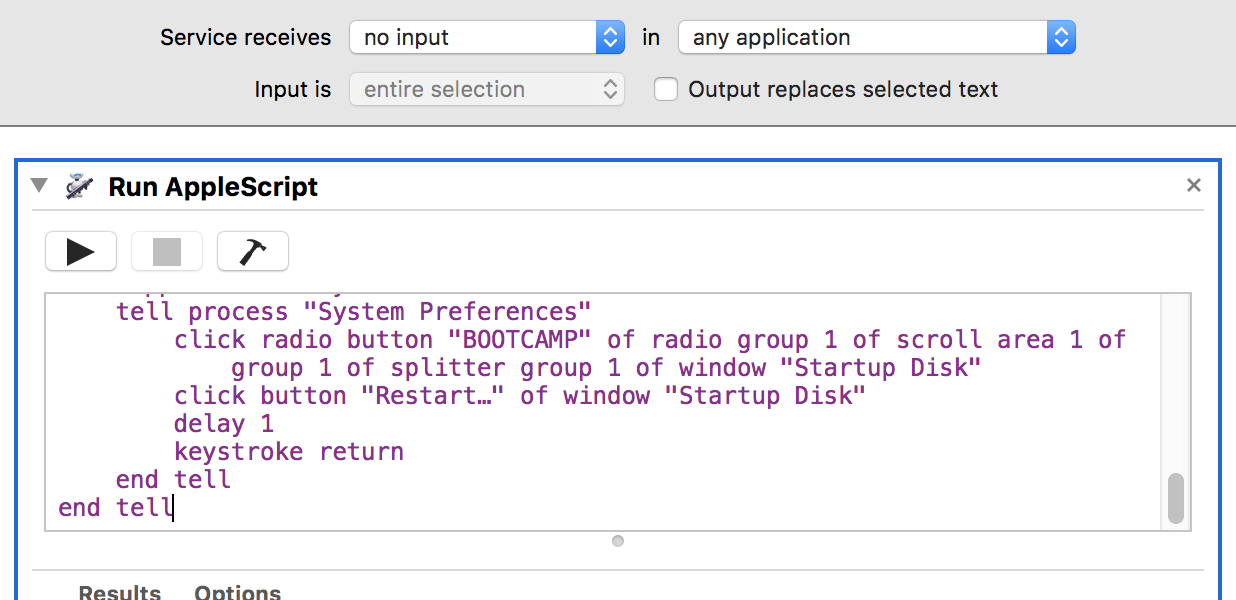 Service receives no input in any application
Input is entire selection Output replaces selected text
Run AppleScript
tell process "System Preferences"
click radio button "BOOTCAMP" of radio group 1 of scroll area 1 of
group 1 of splitter group 1 of window "Startup Disk"
click button "Restart…" of window "Startup Disk"
delay 1
keystroke return
end tell
end tell
Results Options